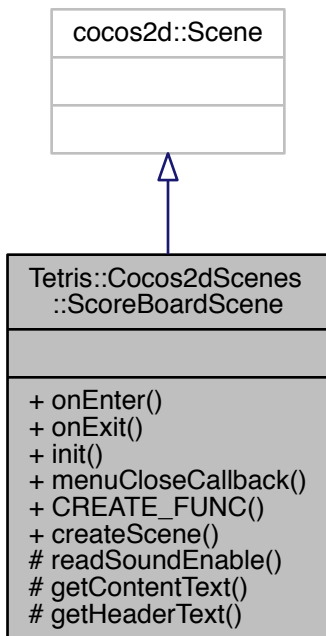 cocos2d::Scene
Tetris::Cocos2dScenes
::ScoreBoardScene
+ onEnter()
+ onExit()
+ init()
+ menuCloseCallback()
+ CREATE_FUNC()
+ createScene()
# readSoundEnable()
# getContentText()
# getHeaderText()